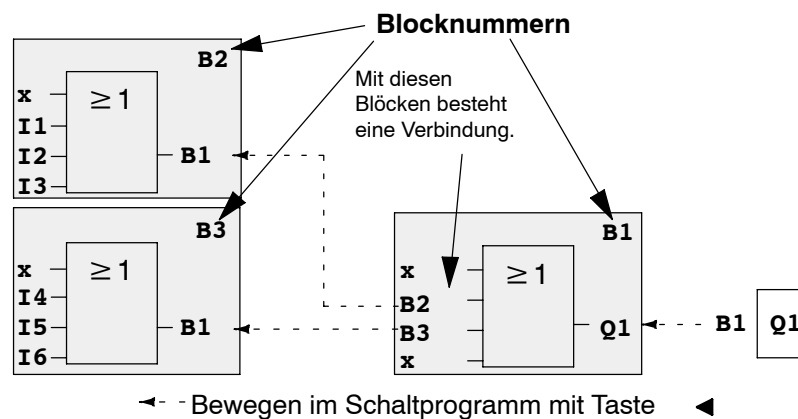 Blocknummern
B2
x
≥1
I1
I2
B1
I3
Mit diesen
Blöcken besteht
eine Verbindung.
B3
x
≥1
I4
I5
B1
I6
B1
x
≥1
B2
B3
Q1
x
B1
Q1
Bewegen im Schaltprogramm mit Taste ◄